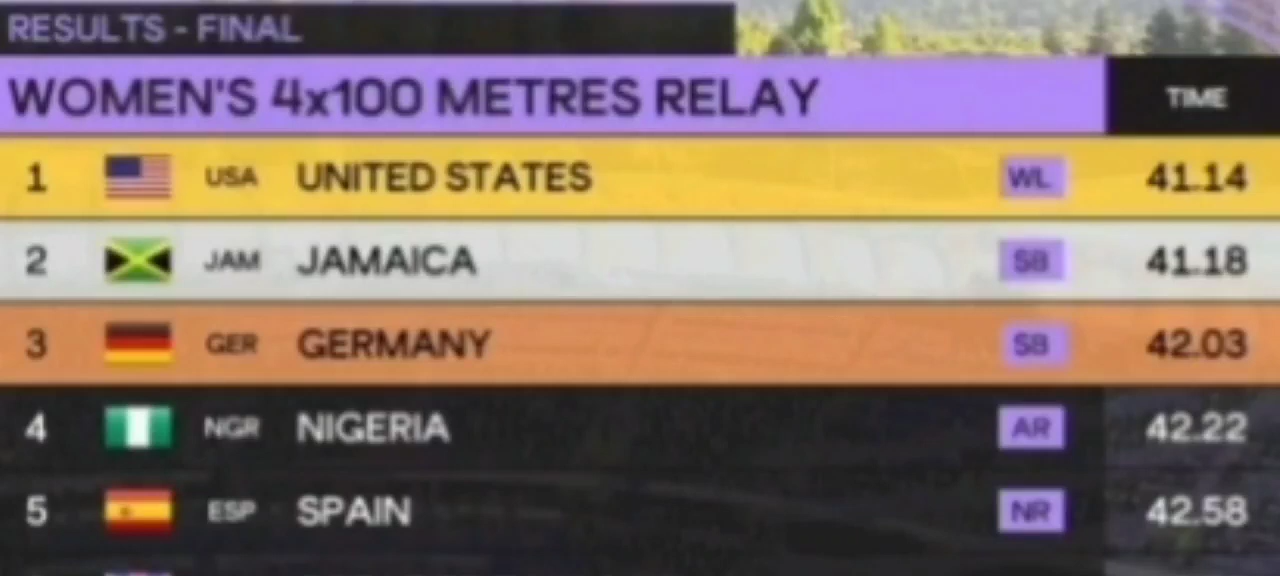 RESULTS - FINAL
WOMEN'S 4x100 METRES RELAY TIME
1 USA UNITED STATES WL 41.14
2 JAM JAMAICA SB 41.18
3 GER GERMANY SB 42.03
4 NGR NIGERIA AR 42.22
5 ESP SPAIN NR 42.58